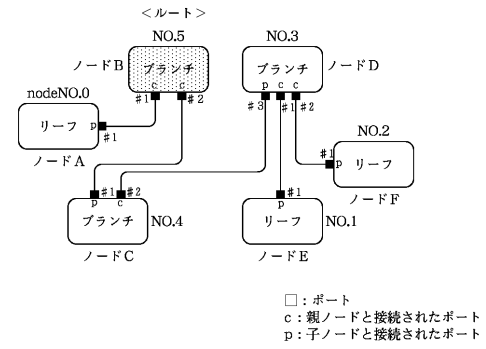 ＜ルート＞
NO.5
NO.3
ノードB
ブランチ
c
c
ブランチ
p c c
ノードD
nodeNO.0
#1
#2
#3
#1
#2
リーフ
p
#1
ノードA
NO.2
#1
p
リーフ
ノードF
#1
#2
p
c
ブランチ
NO.4
ノードC
#1
p
リーフ
NO.1
ノードE
□：ポート
c：親ノードと接続されたポート
p：子ノードと接続されたポート